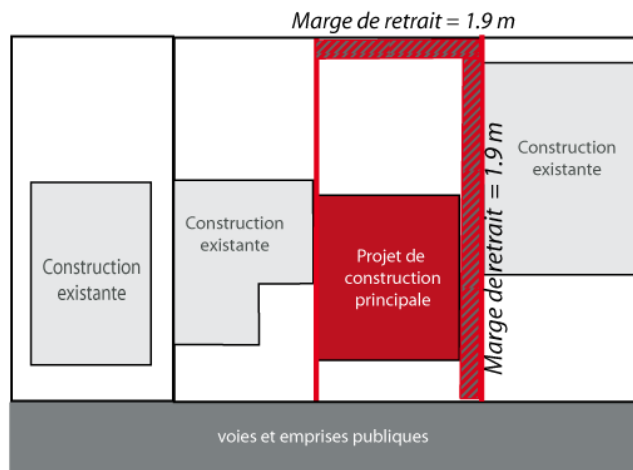 Marge de retrait = 1.9 m
Construction
existante
Construction
existante
Projet de
construction
principale
Marge de retrait = 1.9 m
Construction
existante
voies et emprises publiques